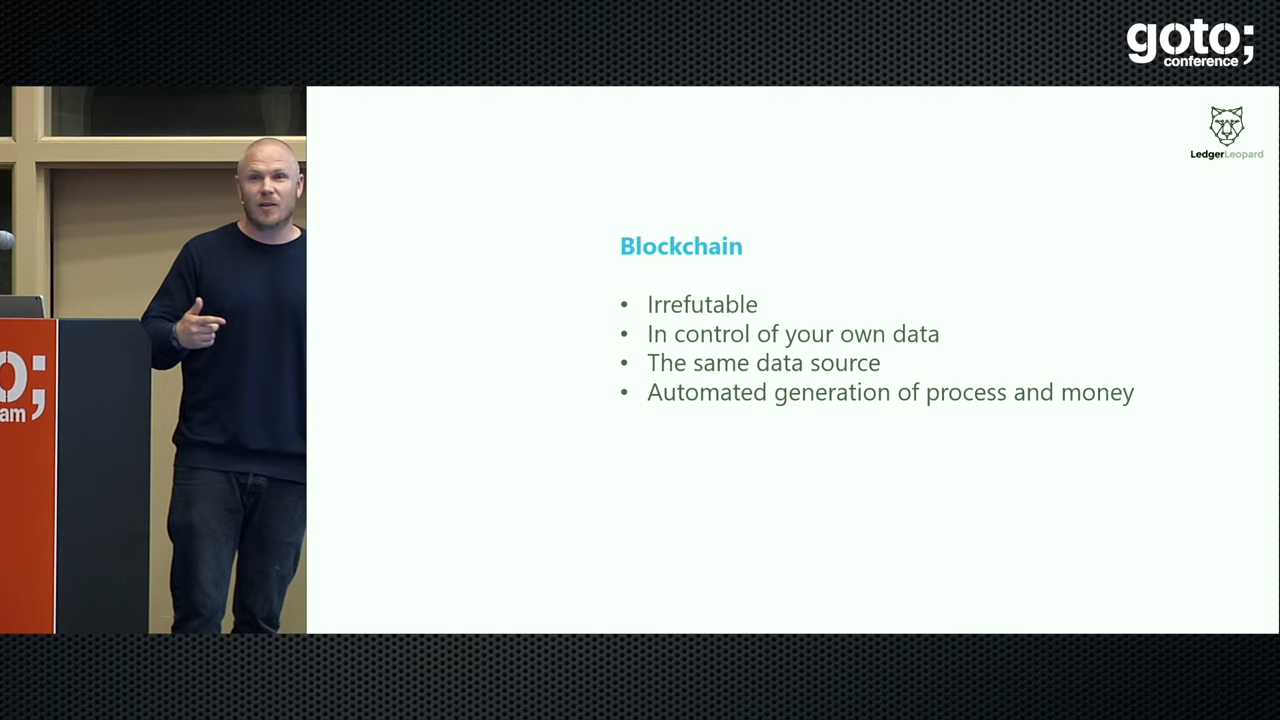 goto;
conference
LedgerLeopard
Blockchain
• Irrefutable
• In control of your own data
• The same data source
• Automated generation of process and money
o;
am